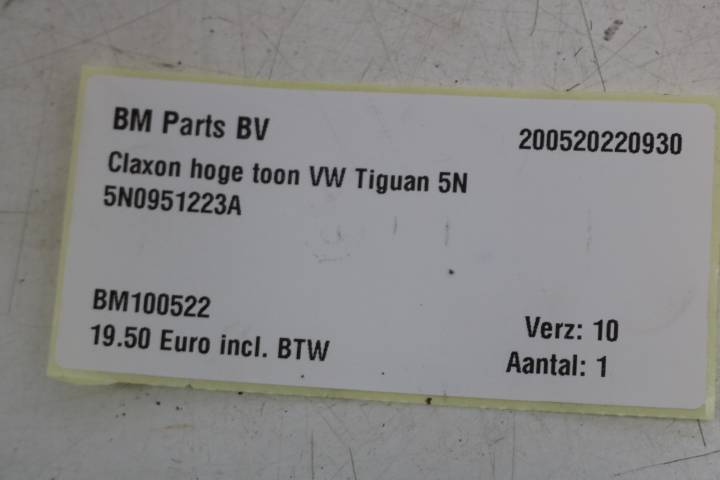 BM Parts BV
200520220930
Claxon hoge toon VW Tiguan 5N
5N0951223A
BM100522
Verz: 10
19.50 Euro incl. BTW
Aantal: 1